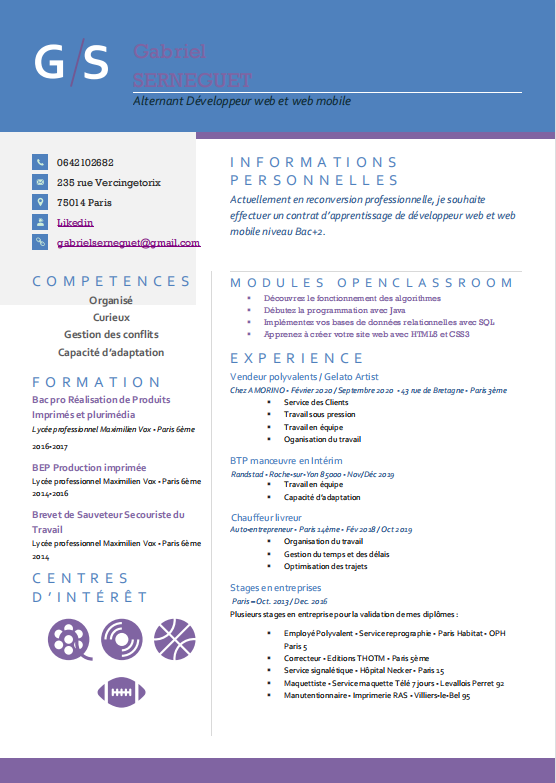 G/S
Gabriel
SERNEGUET
Alternant Développeur web et web mobile
0642102682
235 rue Vercingetorix
75014 Paris
Likedin
gabrielserneguet@gmail.com
COMPETENCES
Organisé
Curieux
Gestion des conflits
Capacité d'adaptation
FORMATION
Bac pro Réalisation de Produits
Imprimés et plurimédia
Lycée professionnel Maximilien Vox • Paris 6ème
2016•2017
BEP Production imprimée
Lycée professionnel Maximilien Vox • Paris 6ème
2014•2016
Brevet de Sauveteur Secouriste du
Travail
Lycée professionnel Maximilien Vox • Paris 6ème
2014
CENTRES
D'INTÉRÊT
INFORMATIONS
PERSONNELLES
Actuellement en reconversion professionnelle, je souhaite
effectuer un contrat d'apprentissage de développeur web et web
mobile niveau Bac+2.
MODULES OPENCLASSROOM
• Découvrez le fonctionnement des algorithmes
• Débutez la programmation avec Java
• Implémentez vos bases de données relationnelles avec SQL
• Apprenez à créer votre site web avec HTML5 et CSS3
EXPERIENCE
Vendeur polyvalents / Gelato Artist
Chez AMORINO • Février 2020 / Septembre 2020 • 43 rue de Bretagne • Paris 3ème
• Service des Clients
• Travail sous pression
• Travail en équipe
• Oganisation du travail
BTP manœuvre en Intérim
Randstad • Roche•sur•Yon 85000 • Nov/Déc 2019
• Travail en équipe
• Capacité d'adaptation
Chauffeur livreur
Auto•entrepreneur • Paris 14ème • Fév 2018 / Oct 2019
• Organisation du travail
• Gestion du temps et des délais
• Optimisation des trajets
Stages en entreprises
Paris • Oct. 2013 / Dec. 2016
Plusieurs stages en entreprise pour la validation de mes diplômes :
• Employé Polyvalent • Service reprographie • Paris Habitat • OPH
Paris 5
• Correcteur • Editions THOTM • Paris 5ème
• Service signalétique • Hôpital Necker • Paris 15
• Maquettiste • Service maquette Télé 7 jours • Levallois Perret 92
• Manutentionnaire • Imprimerie RAS • Villiers•le•Bel 95